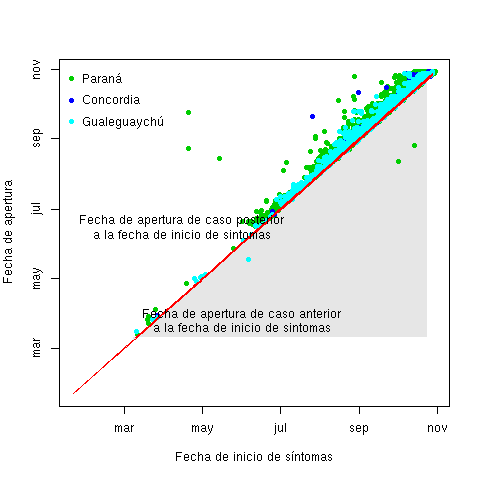 Paraná
Concordia
Gualeguaychú
Fecha de apertura de caso posterior
a la fecha de inicio de síntomas
Fecha de apertura de caso anterior
a la fecha de inicio de síntomas
Fecha de apertura
nov
sep
jul
may
mar
mar may jul sep nov
Fecha de inicio de síntomas